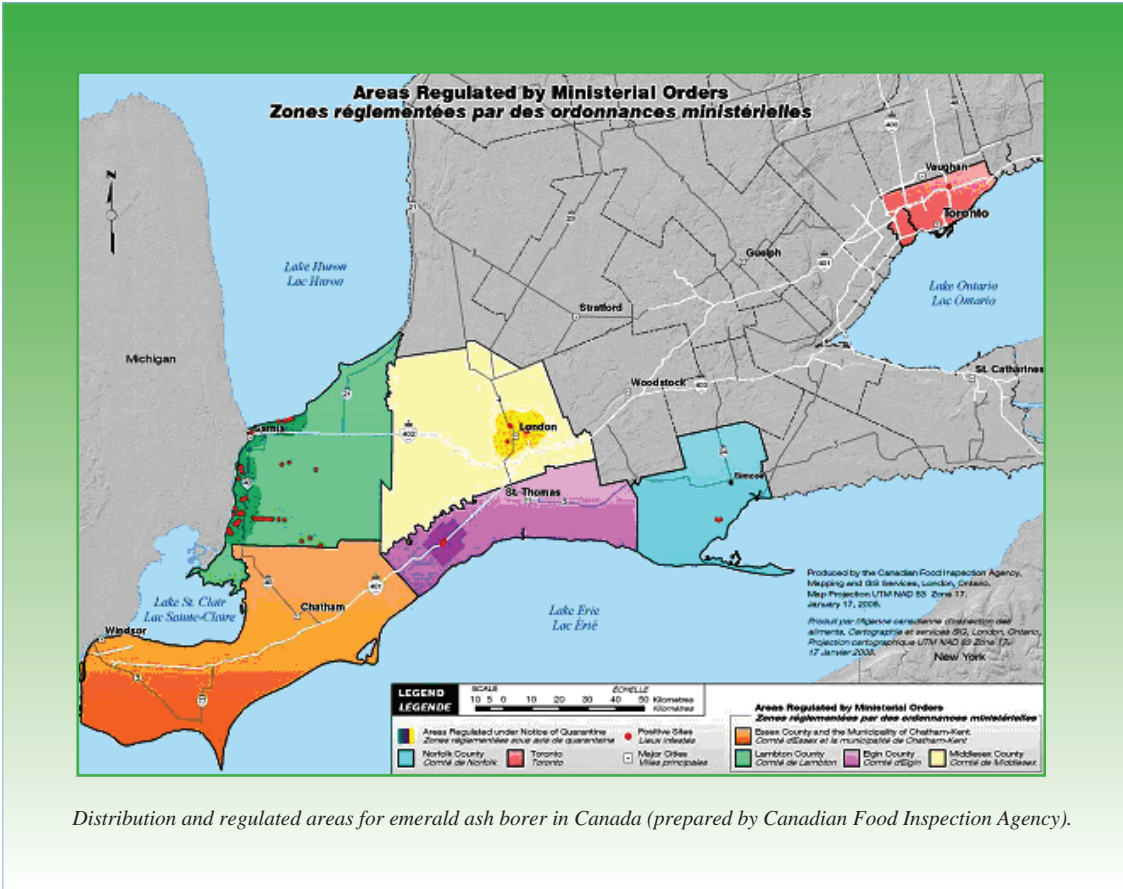 Areas Regulated by Ministerial Orders
Zones réglementées par des ordonnances ministérielles
N
Lake Huron
Lac Huron
Michigan
Vaughan
Toronto
Guelph
401
Lake Ontario
Lac Ontario
Stratford
21
Woodstock
403
St. Catharines
Sarnia
402
London
St. Thomas
Simcoe
401
Chatham
Lake St. Clair
Lac Sainte-Claire
Windsor
Lake Erie
Lac Érié
Produced by the Canadian Food Inspection Agency,
Mapping and GIS Services, London, Ontario.
Map Projection UTM NAD 83 Zone 17.
January 17, 2008.
Produit par l'Agence canadienne d'inspection des
aliments, Cartographie et services SIG, London, Ontario,
Projection cartographique UTM NAD 83 Zone 17.
17 Janvier 2008.
New York
LEGEND
LÉGENDE
SCALE ÉCHELLE
10 5 0 10 20 30 40 50 Kilometres
Kilomètres
Areas Regulated under Notice of Quarantine
Zones réglementées sous avis de quarantaine
Positive Sites
Lieux infestés
Norfolk County
Comté de Norfolk
Toronto
Toronto
Major Cities
Villes principales
Areas Regulated by Ministerial Orders
Zones réglementées par des ordonnances ministérielles
Essex County and the Municipality of Chatham-Kent
Comté d'Essex et la municipalité de Chatham-Kent
Lambton County
Comté de Lambton
Elgin County
Comté d'Elgin
Middlesex County
Comté de Middlesex
Distribution and regulated areas for emerald ash borer in Canada (prepared by Canadian Food Inspection Agency).